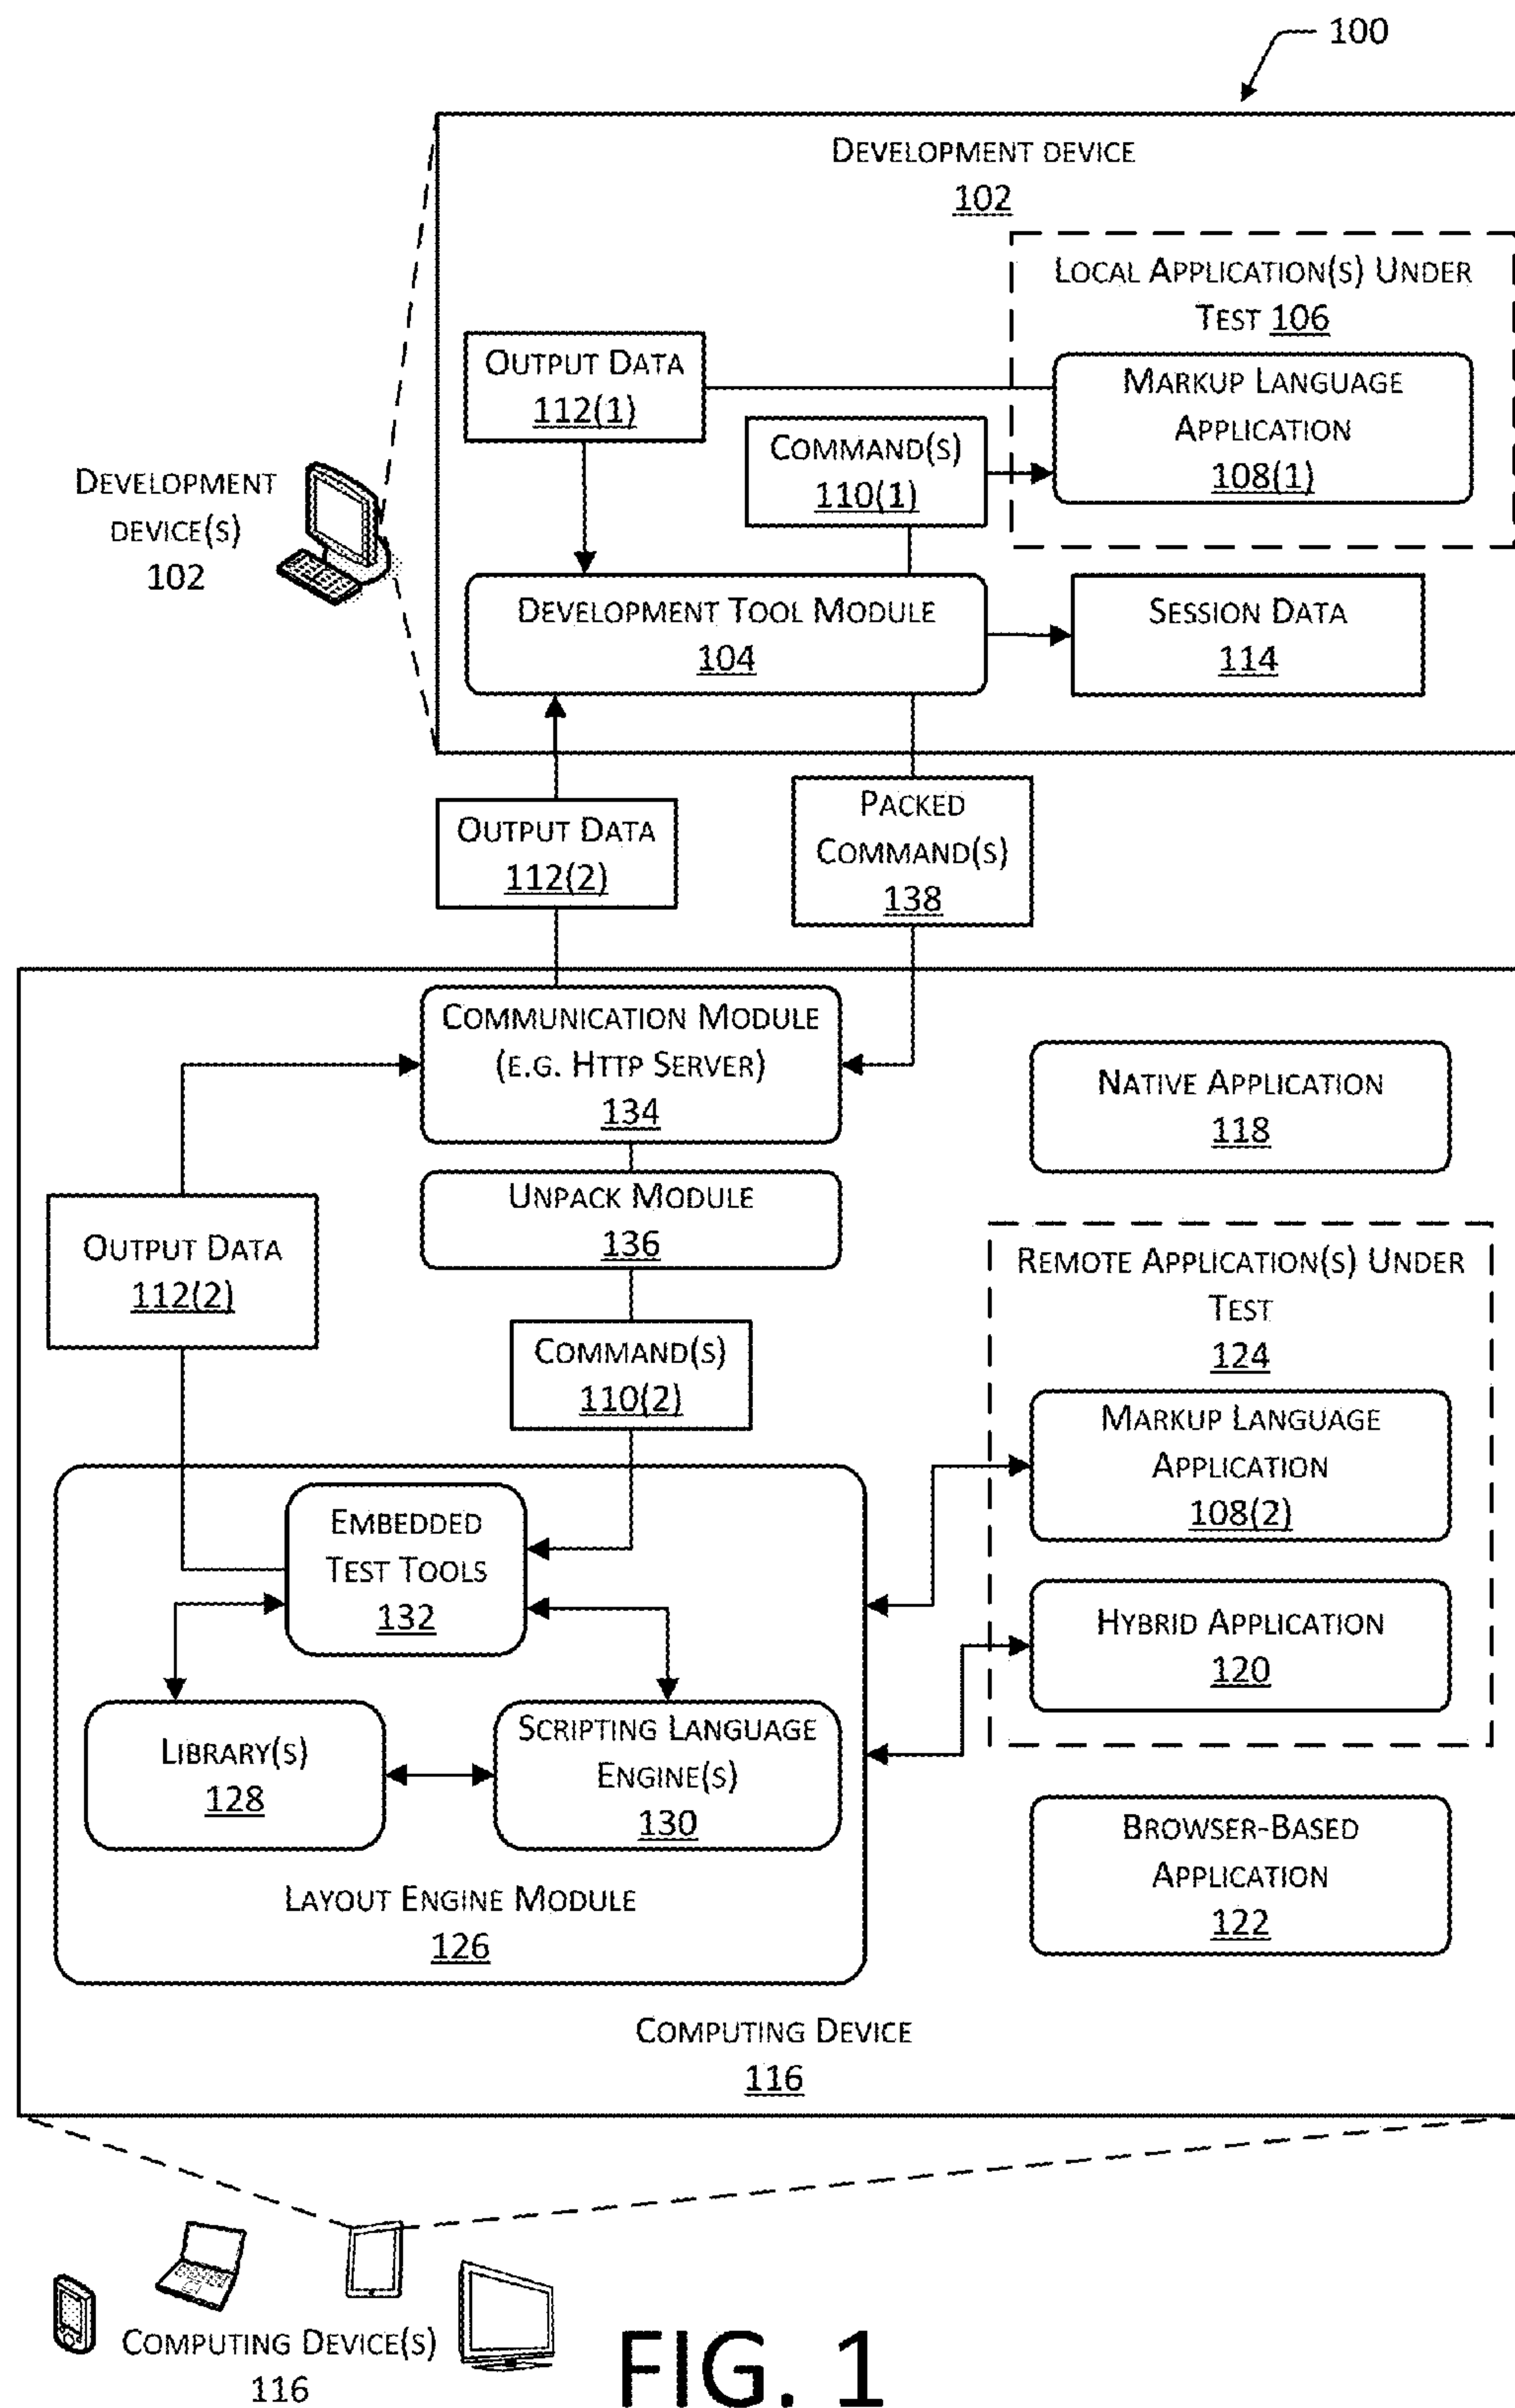 100
DEVELOPMENT DEVICE
102
LOCAL APPLICATION(S) UNDER
TEST 106
OUTPUT DATA
112(1)
MARKUP LANGUAGE
APPLICATION
108(1)
COMMAND(S)
110(1)
DEVELOPMENT
DEVICE(S)
102
DEVELOPMENT TOOL MODULE
104
SESSION DATA
114
OUTPUT DATA
112(2)
PACKED
COMMAND(S)
138
COMMUNICATION MODULE
(E.G. HTTP SERVER)
134
NATIVE APPLICATION
118
UNPACK MODULE
136
OUTPUT DATA
112(2)
REMOTE APPLICATION(S) UNDER
TEST
124
COMMAND(S)
110(2)
MARKUP LANGUAGE
APPLICATION
108(2)
EMBEDDED
TEST TOOLS
132
HYBRID APPLICATION
120
LIBRARY(S)
128
SCRIPTING LANGUAGE
ENGINE(S)
130
BROWSER-BASED
APPLICATION
122
LAYOUT ENGINE MODULE
126
COMPUTING DEVICE
116
COMPUTING DEVICE(S)
116
FIG. 1